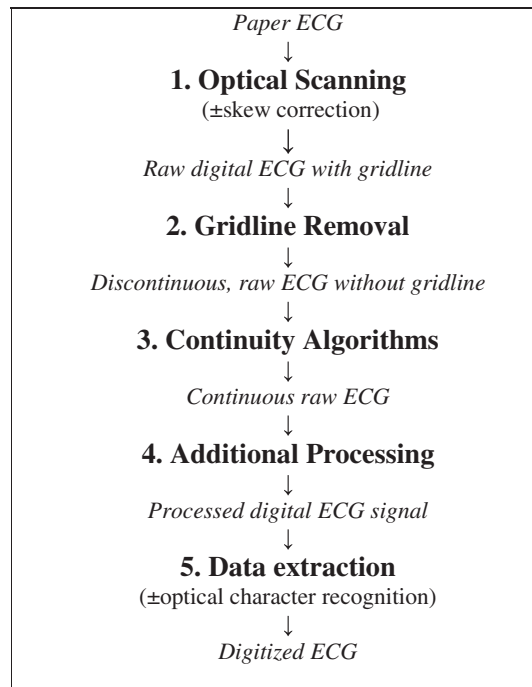 Paper ECG
↓
1. Optical Scanning
(±skew correction)
↓
Raw digital ECG with gridline
↓
2. Gridline Removal
↓
Discontinuous, raw ECG without gridline
↓
3. Continuity Algorithms
↓
Continuous raw ECG
↓
4. Additional Processing
↓
Processed digital ECG signal
↓
5. Data extraction
(±optical character recognition)
↓
Digitized ECG